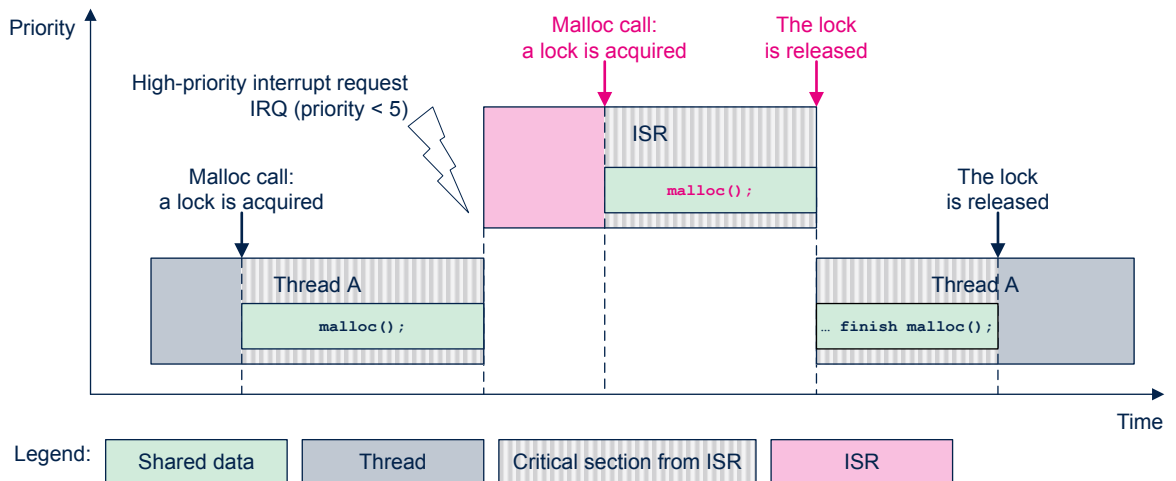 Priority
Malloc call:
a lock is acquired
The lock
is released
High-priority interrupt request
IRQ (priority < 5)
ISR
malloc();
Malloc call:
a lock is acquired
The lock
is released
Thread A
malloc();
Thread A
… finish malloc();
Time
Legend:
Shared data
Thread
Critical section from ISR
ISR